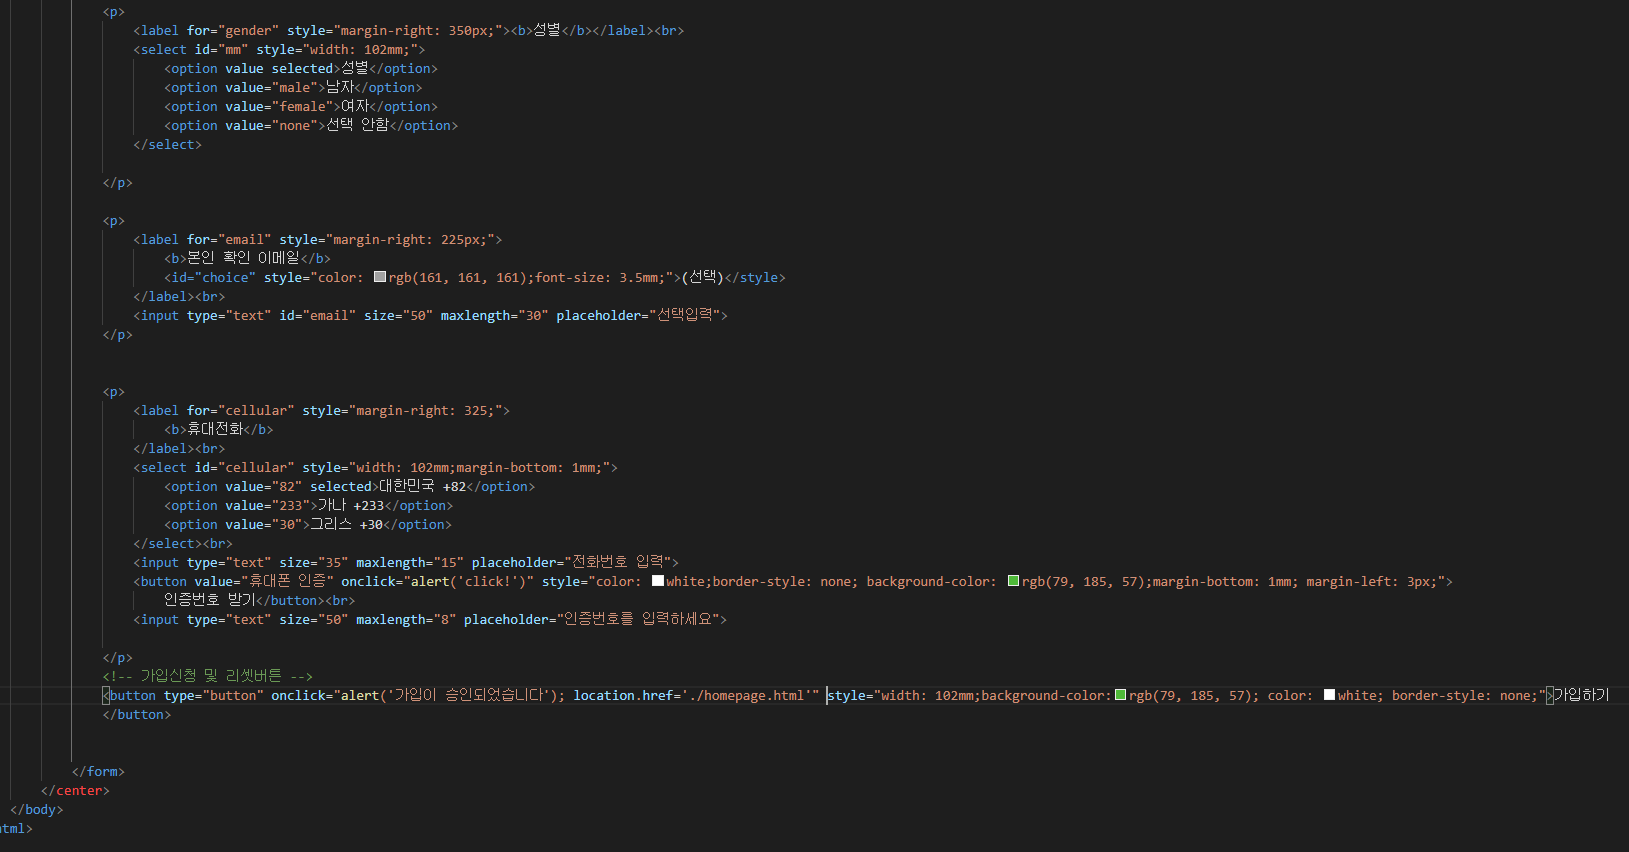 <p>
<label for="gender" style="margin-right: 350px;"><b>성별</b></label><br>
<select id="mm" style="width: 102mm;">
<option value selected>성별</option>
<option value="male">남자</option>
<option value="female">여자</option>
<option value="none">선택 안함</option>
</select>
</p>
<p>
<label for="email" style="margin-right: 225px;">
<b>본인 확인 이메일</b>
<id="choice" style="color: rgb(161, 161, 161);font-size: 3.5mm;">(선택)</style>
</label><br>
<input type="text" id="email" size="50" maxlength="30" placeholder="선택입력">
</p>
<p>
<label for="cellular" style="margin-right: 325;">
<b>휴대전화</b>
</label><br>
<select id="cellular" style="width: 102mm;margin-bottom: 1mm;">
<option value="82" selected>대한민국 +82</option>
<option value="233">가나 +233</option>
<option value="30">그리스 +30</option>
</select><br>
<input type="text" size="35" maxlength="15" placeholder="전화번호 입력">
<button value="휴대폰 인증" onclick="alert('click!')" style="color: white;border-style: none; background-color: rgb(79, 185, 57);margin-bottom: 1mm; margin-left: 3px;">
인증번호 받기</button><br>
<input type="text" size="50" maxlength="8" placeholder="인증번호를 입력하세요">
</p>
<!-- 가입신청 및 리셋버튼 -->
<button type="button" onclick="alert('가입이 승인되었습니다'); location.href='./homepage.html'" style="width: 102mm;background-color: rgb(79, 185, 57); color: white; border-style: none;">가입하기
</button>
</form>
</center>
</body>
tml>